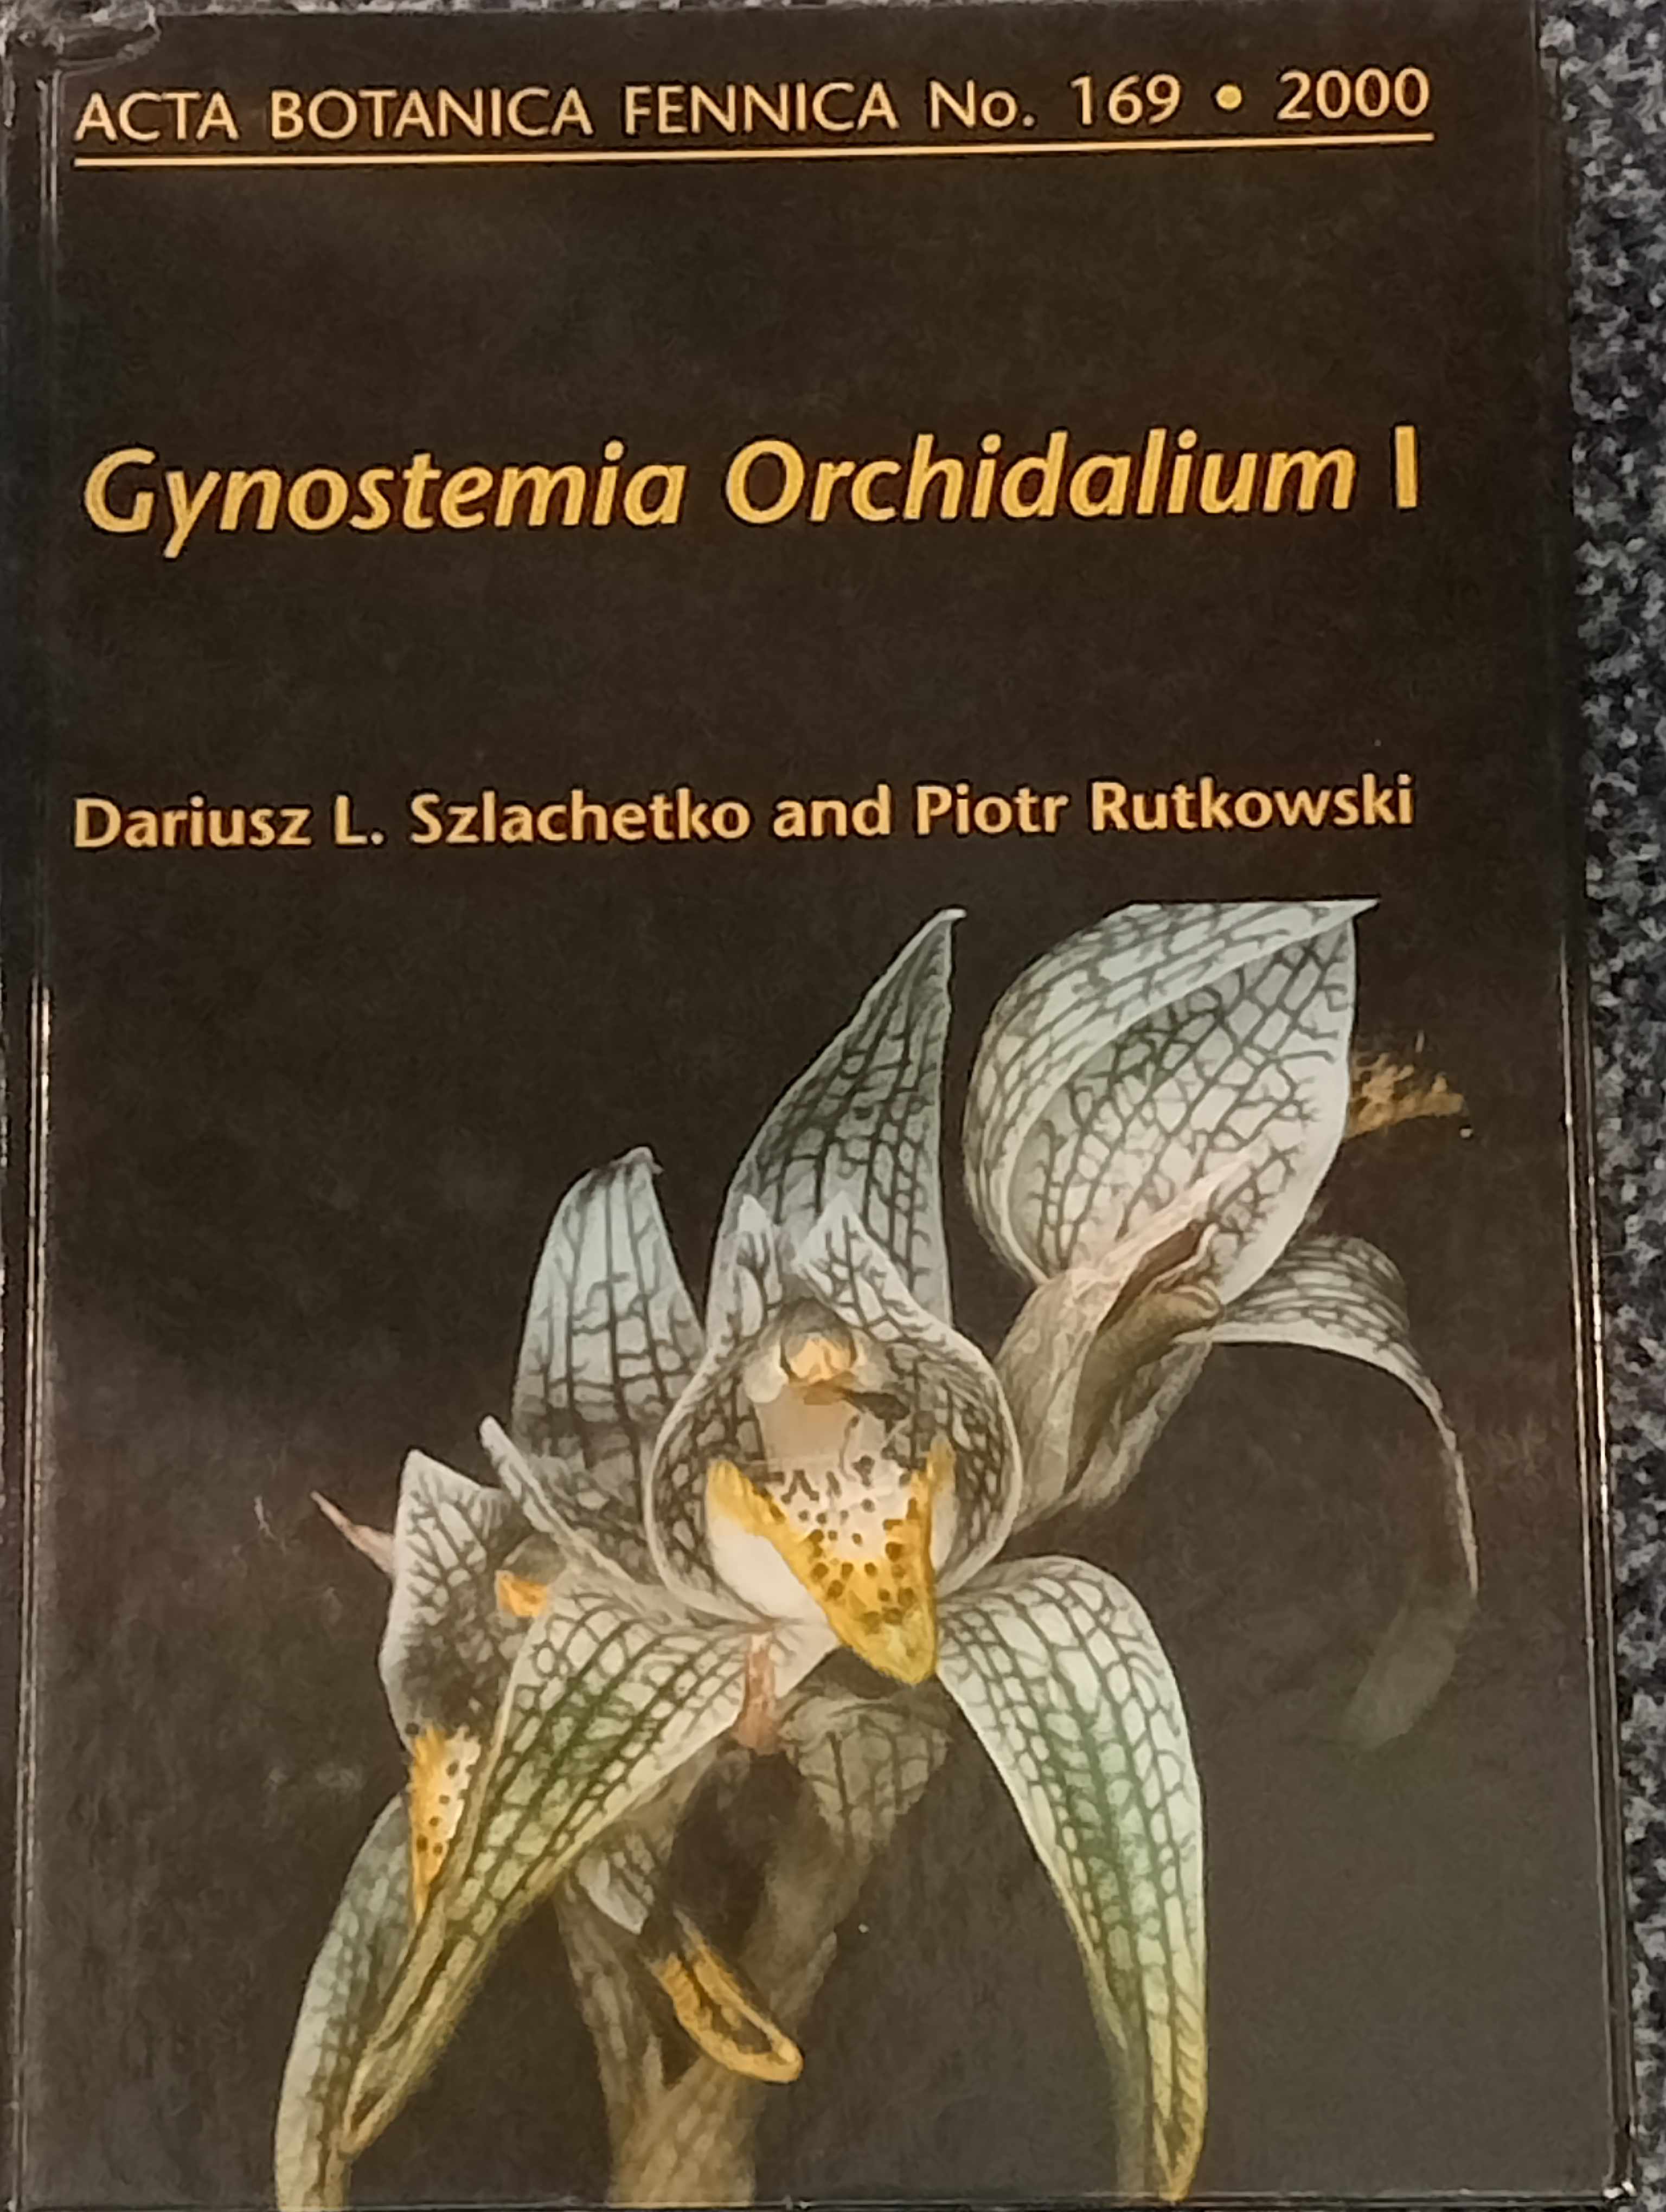 ACTA BOTANICA FENNICA No. 169 • 2000
Gynostemia Orchidalium I
Dariusz L. Szlachetko and Piotr Rutkowski